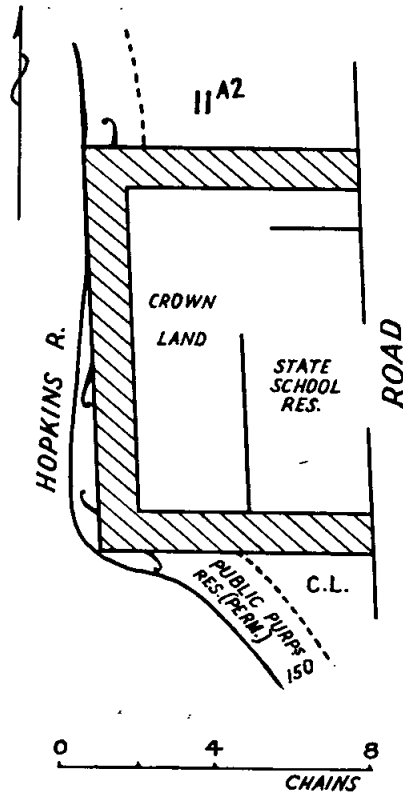 11A2
CROWN
LAND
HOPKINS R.
STATE
SCHOOL
RES.
ROAD
PUBLIC PURPS
RES.(PERM.)
150
C.L.
0 4 8
CHAINS